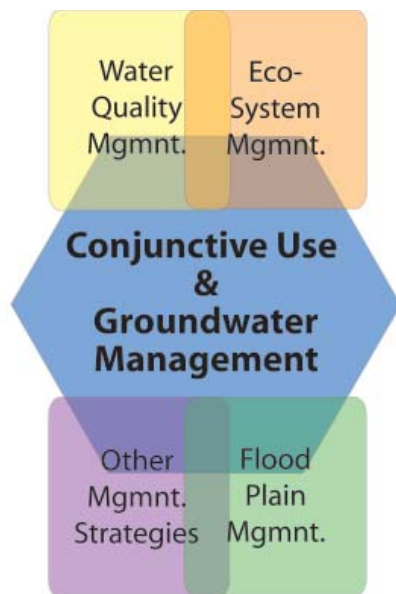 Water
Quality
Mgmnt.
Eco-
System
Mgmnt.
Conjunctive Use
&
Groundwater
Management
Other
Mgmnt.
Strategies
Flood
Plain
Mgmnt.